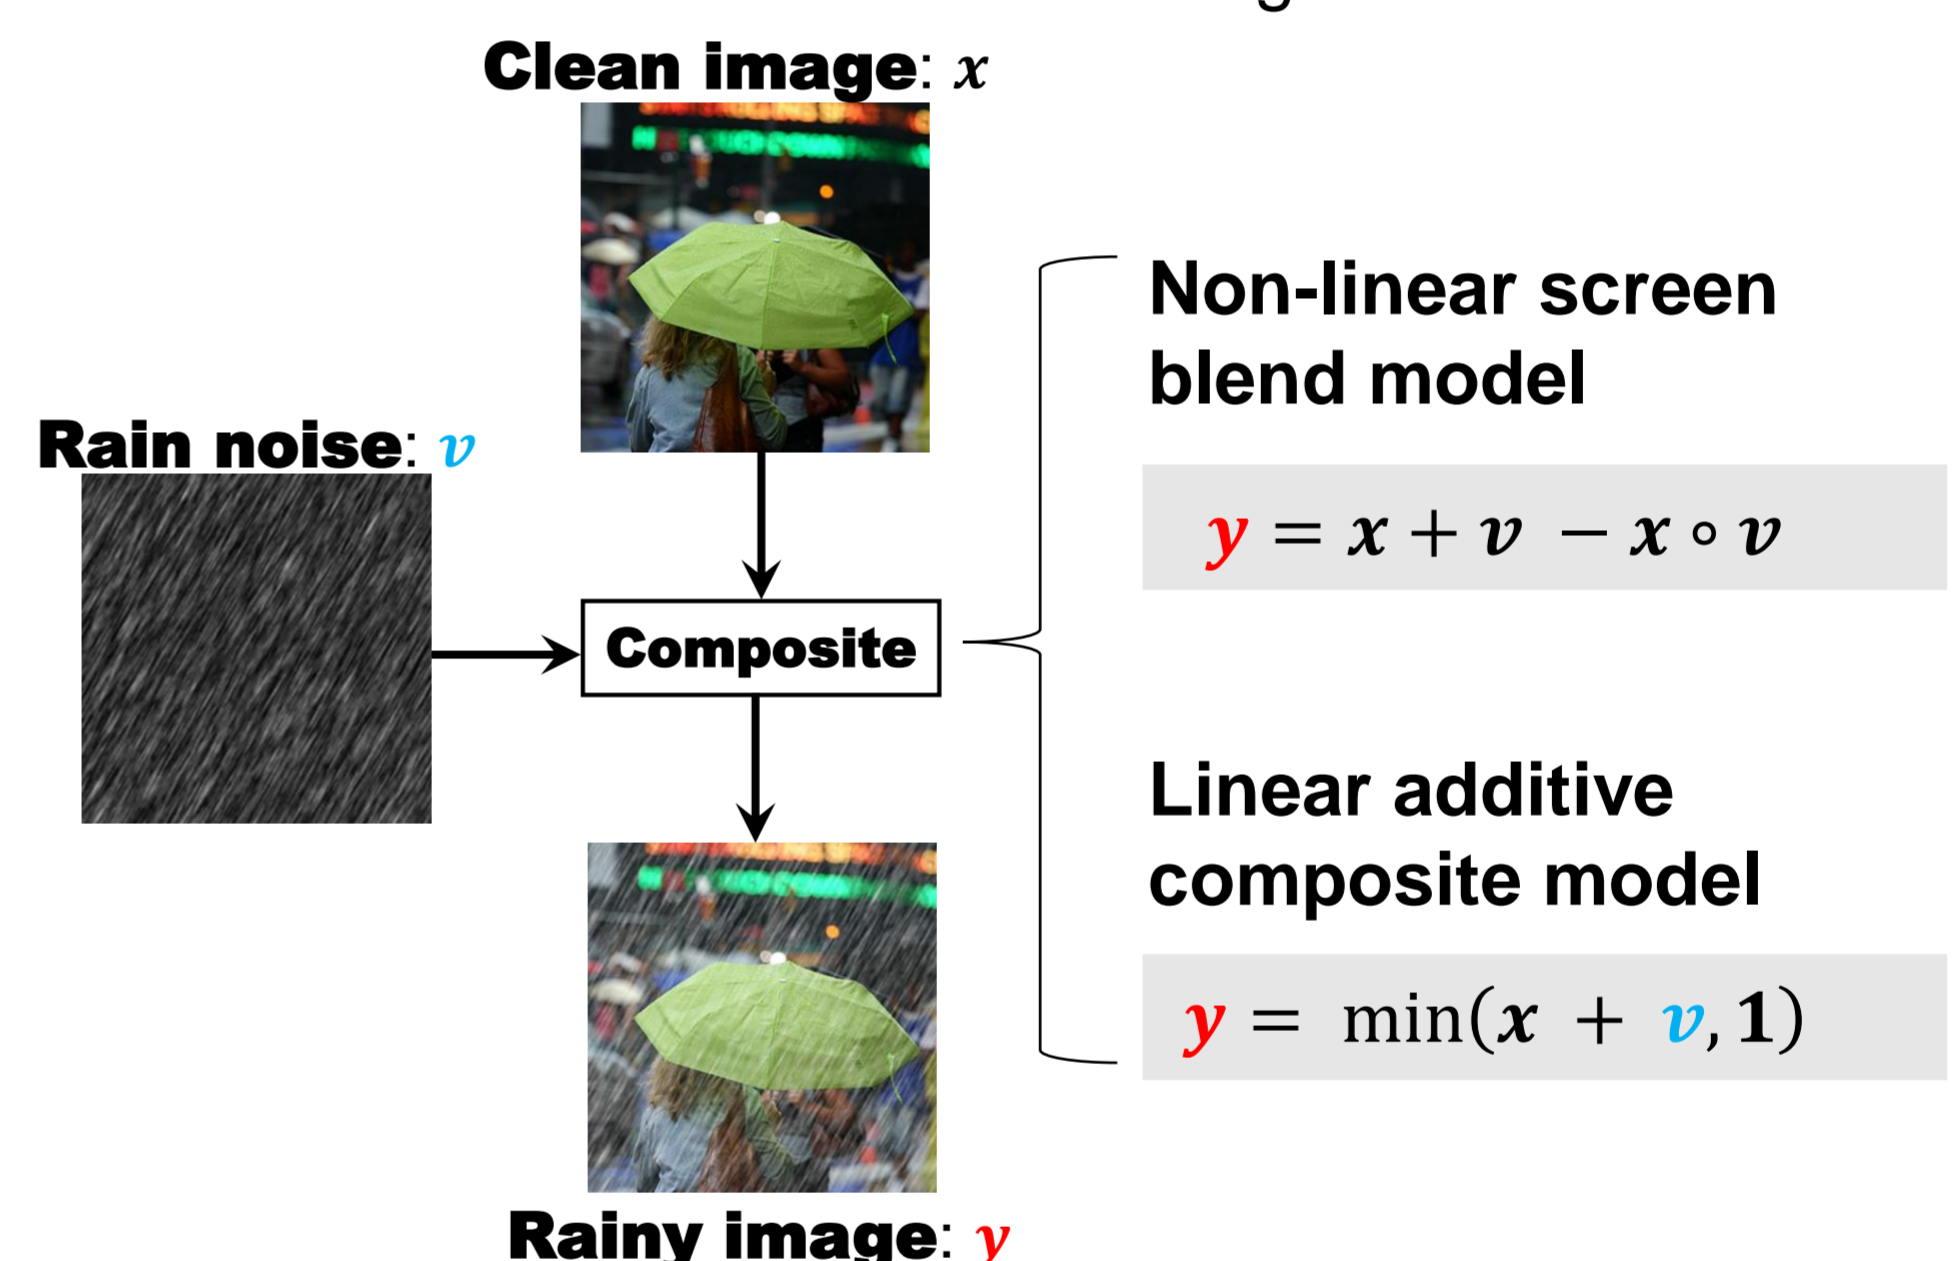 Clean image: x
Rain noise: v
Composite
Rainy image: y
Non-linear screen
blend model
y = x + v − x ∘ v
Linear additive
composite model
y = min(x + v, 1)